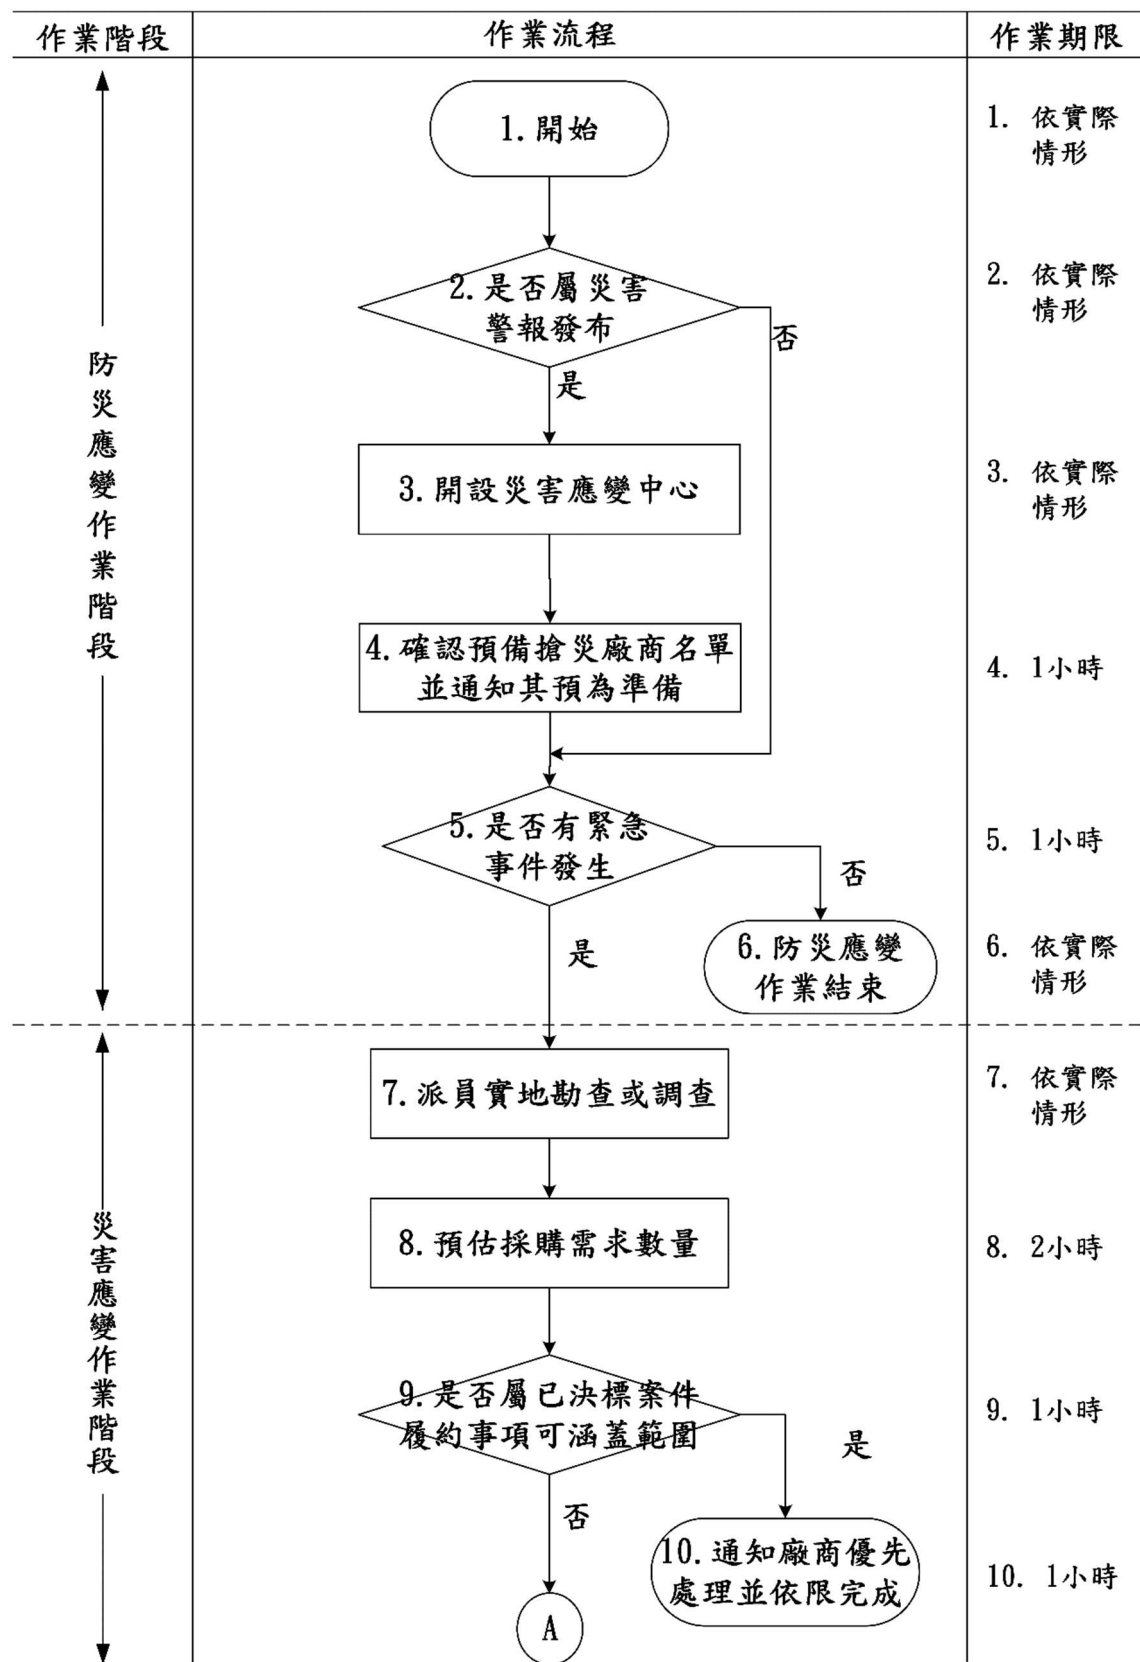 作業階段
作業流程
作業期限
防災應變作業階段
1.開始
1. 依實際
情形
2.是否屬災害
警報發布
否
是
2. 依實際
情形
3.開設災害應變中心
3. 依實際
情形
4.確認預備搶災廠商名單
並通知其預為準備
4. 1小時
5.是否有緊急
事件發生
5. 1小時
否
是
6.防災應變
作業結束
6. 依實際
情形
災害應變作業階段
7.派員實地勘查或調查
7. 依實際
情形
8.預估採購需求數量
8. 2小時
9.是否屬已決標案件
履約事項可涵蓋範圍
9. 1小時
是
否
10.通知廠商優先
處理並依限完成
10. 1小時
A